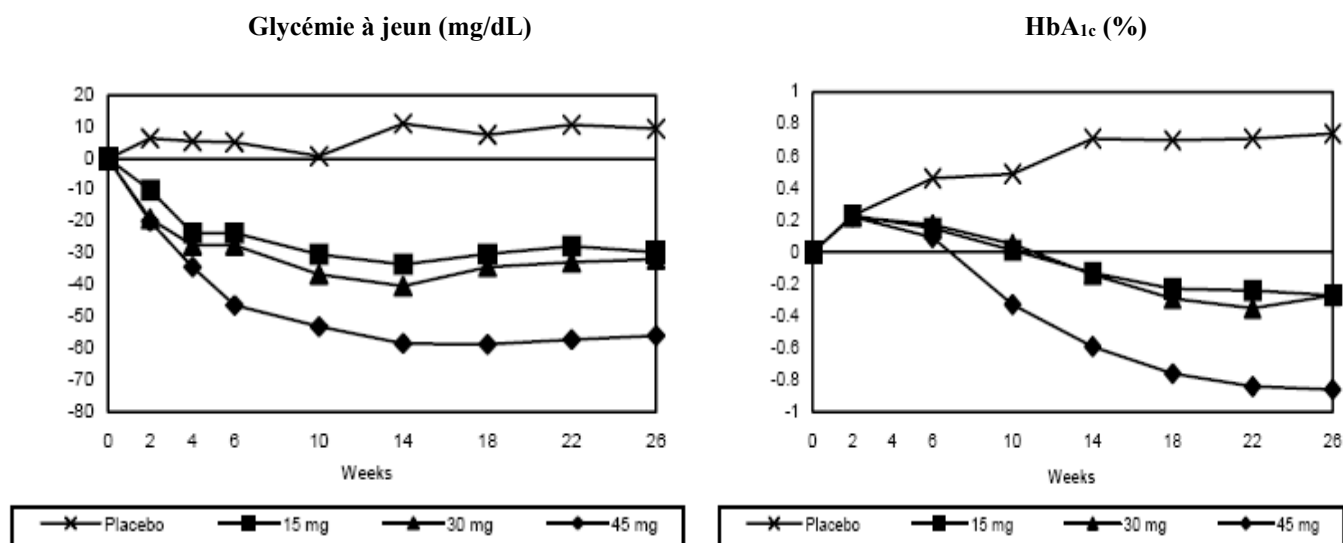 Glycémie à jeun (mg/dL)
20
10
0
-10
-20
-30
-40
-50
-60
-70
-80
0 2 4 6 10 14 18 22 26
Weeks
Placebo 15 mg 30 mg 45 mg
HbA1c (%)
1
0.8
0.6
0.4
0.2
0
-0.2
-0.4
-0.6
-0.8
-1
0 2 6 10 14 18 22 26
Weeks
Placebo 15 mg 30 mg 45 mg